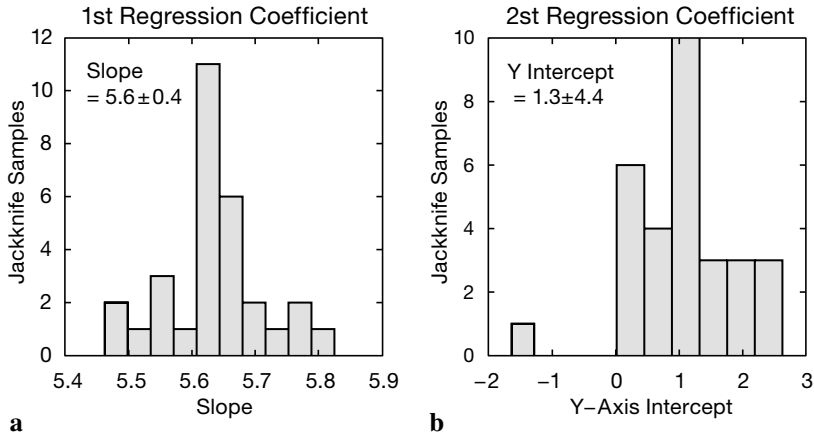 1st Regression Coefficient
12
10
8
6
4
2
0
Jackknife Samples
Slope
= 5.6±0.4
5.4 5.5 5.6 5.7 5.8 5.9
Slope
a
2st Regression Coefficient
10
8
6
4
2
0
Jackknife Samples
Y Intercept
= 1.3±4.4
−2 −1 0 1 2 3
Y−Axis Intercept
b